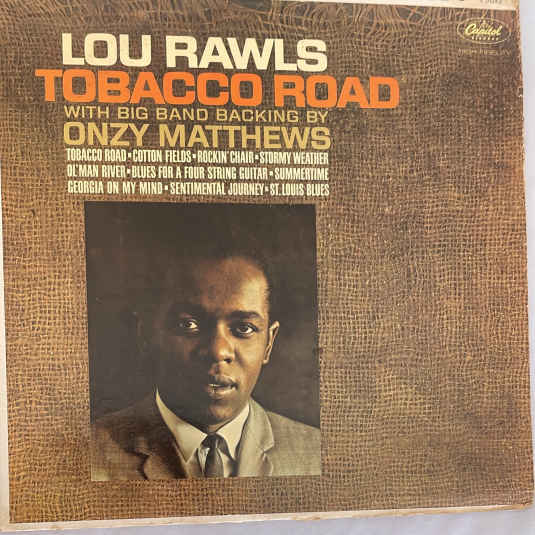 Capitol
LOU RAWLS
TOBACCO ROAD
WITH BIG BAND BACKING BY
ONZY MATTHEWS
TOBACCO ROAD•COTTON FIELDS•ROCKIN' CHAIR•STORMY WEATHER
OL' MAN RIVER•BLUES FOR A FOUR STRING GUITAR•SUMMERTIME
GEORGIA ON MY MIND•SENTIMENTAL JOURNEY•ST. LOUIS BLUES